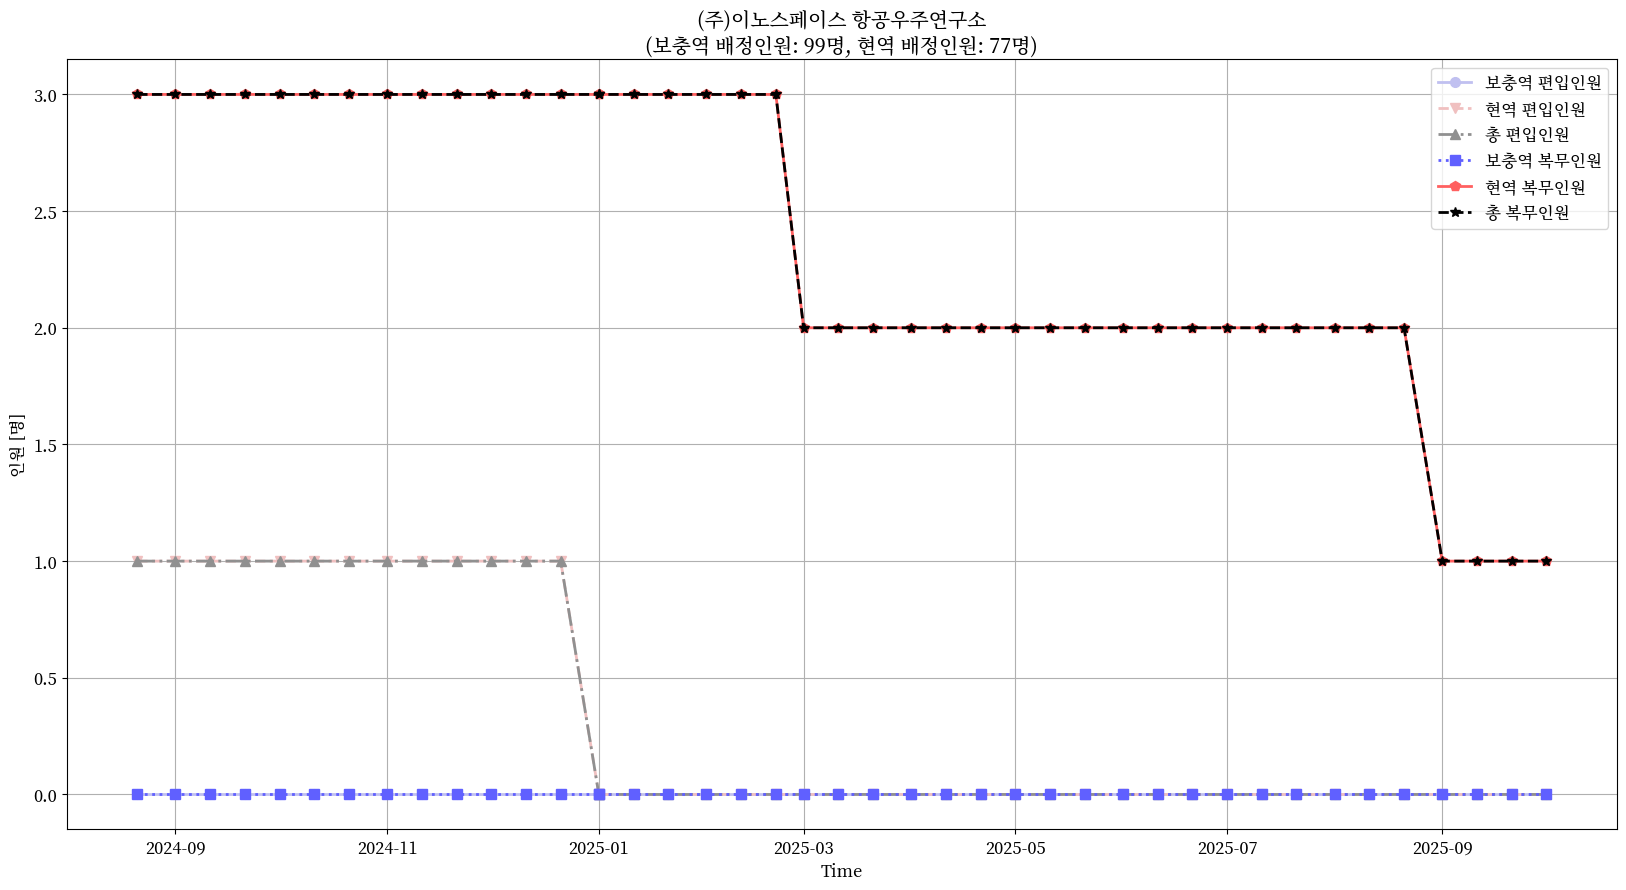 (주)이노스페이스 항공우주연구소
(보충역 배정인원: 99명, 현역 배정인원: 77명)
보충역 편입인원
현역 편입인원
총 편입인원
보충역 복무인원
현역 복무인원
총 복무인원
3.0
2.5
2.0
1.5
1.0
0.5
0.0
인원 [명]
2024-09
2024-11
2025-01
2025-03
2025-05
2025-07
2025-09
Time